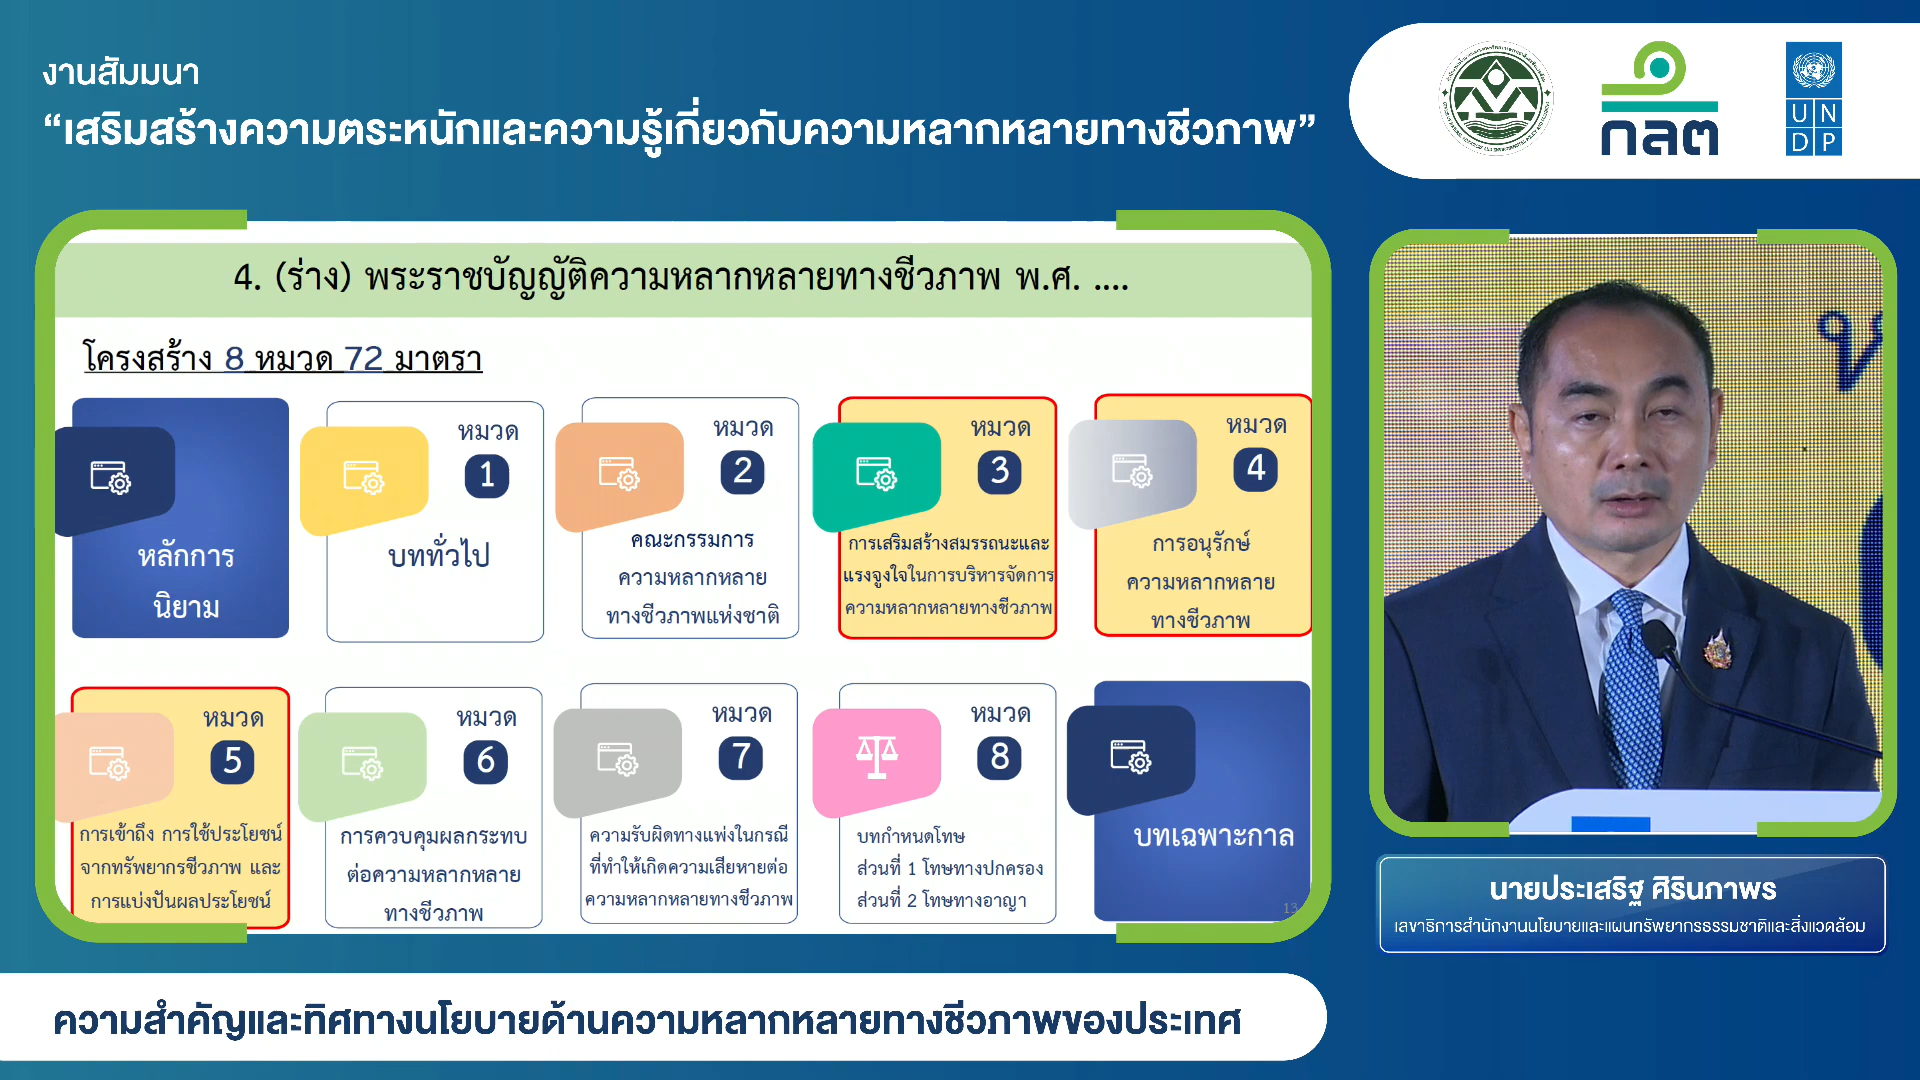 งานสัมมนา
“เสริมสร้างความตระหนักและความรู้เกี่ยวกับความหลากหลายทางชีวภาพ”
กลต
UN
DP
4. (ร่าง) พระราชบัญญัติความหลากหลายทางชีวภาพ พ.ศ. ....
โครงสร้าง 8 หมวด 72 มาตรา
หลักการ
นิยาม
หมวด
1
บททั่วไป
หมวด
2
คณะกรรมการ
ความหลากหลาย
ทางชีวภาพแห่งชาติ
หมวด
3
การเสริมสร้างสมรรถนะและ
แรงจูงใจในการบริหารจัดการ
ความหลากหลายทางชีวภาพ
หมวด
4
การอนุรักษ์
ความหลากหลาย
ทางชีวภาพ
หมวด
5
การเข้าถึง การใช้ประโยชน์
จากทรัพยากรชีวภาพ และ
การแบ่งปันผลประโยชน์
หมวด
6
การควบคุมผลกระทบ
ต่อความหลากหลาย
ทางชีวภาพ
หมวด
7
ความรับผิดทางแพ่งในกรณี
ที่ทำให้เกิดความเสียหายต่อ
ความหลากหลายทางชีวภาพ
หมวด
8
บทกำหนดโทษ
ส่วนที่ 1 โทษทางปกครอง
ส่วนที่ 2 โทษทางอาญา
บทเฉพาะกาล
13
นายประเสริฐ ศิรินภาพร
เลขาธิการสำนักงานนโยบายและแผนทรัพยากรธรรมชาติและสิ่งแวดล้อม
ความสำคัญและทิศทางนโยบายด้านความหลากหลายทางชีวภาพของประเทศ